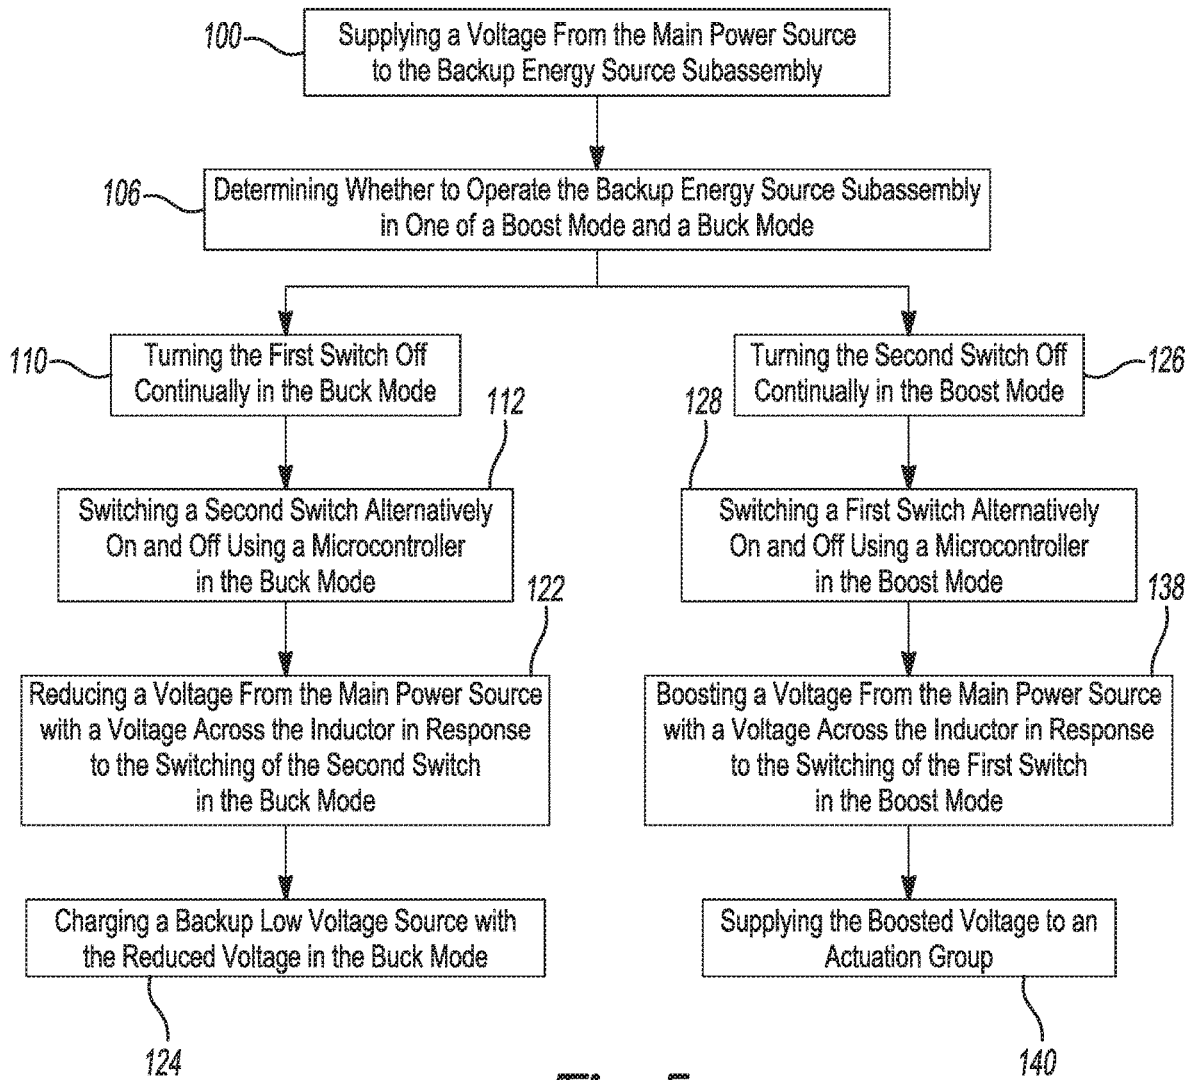 100
Supplying a Voltage From the Main Power Source
to the Backup Energy Source Subassembly
106
Determining Whether to Operate the Backup Energy Source Subassembly
in One of a Boost Mode and a Buck Mode
110
Turning the First Switch Off
Continually in the Buck Mode
112
Switching a Second Switch Alternatively
On and Off Using a Microcontroller
in the Buck Mode
122
Reducing a Voltage From the Main Power Source
with a Voltage Across the Inductor in Response
to the Switching of the Second Switch
in the Buck Mode
Charging a Backup Low Voltage Source with
the Reduced Voltage in the Buck Mode
124
Turning the Second Switch Off
Continually in the Boost Mode
126
128
Switching a First Switch Alternatively
On and Off Using a Microcontroller
in the Boost Mode
138
Boosting a Voltage From the Main Power Source
with a Voltage Across the Inductor in Response
to the Switching of the First Switch
in the Boost Mode
Supplying the Boosted Voltage to an
Actuation Group
140